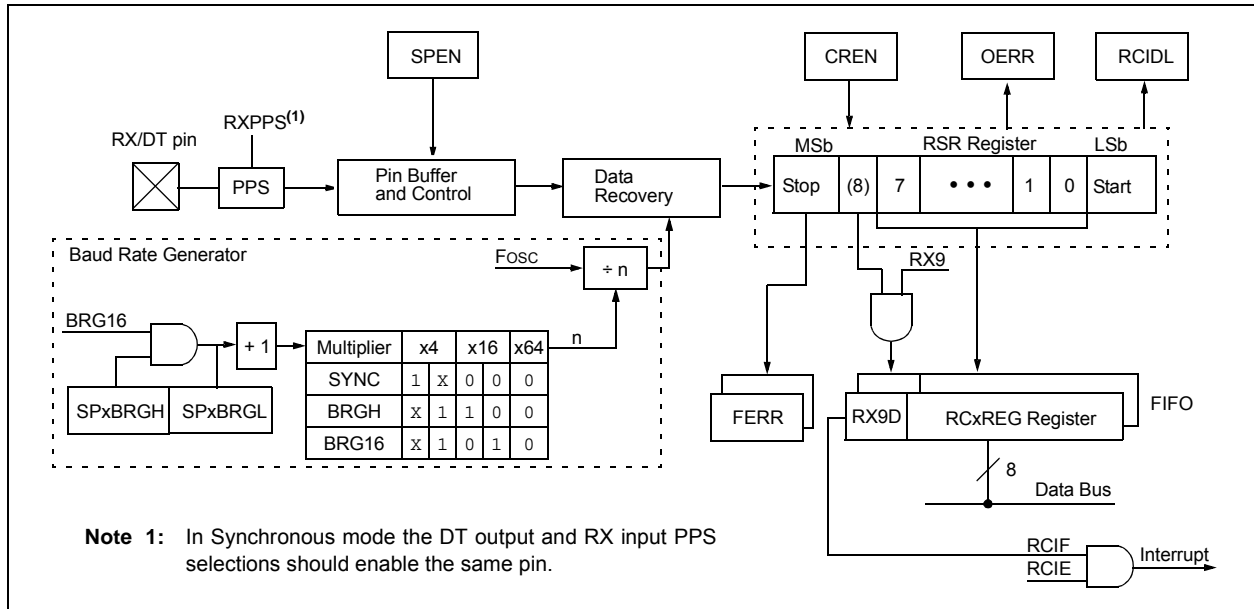 SPEN
CREN
OERR
RCIDL
RXPPS(1)
RX/DT pin
PPS
Pin Buffer
and Control
Data
Recovery
MSb
RSR Register
LSb
Stop (8) 7 • • • 1 0 Start
Baud Rate Generator
FOSC
÷ n
RX9
BRG16
+ 1
n
Multiplier x4 x16 x64
SYNC 1 X 0 0 0
BRGH X 1 1 0 0
BRG16 X 1 0 1 0
SPxBRGH SPxBRGL
FERR
RX9D
RCxREG Register
FIFO
8
Data Bus
Note 1: In Synchronous mode the DT output and RX input PPS
selections should enable the same pin.
RCIF
RCIE
Interrupt